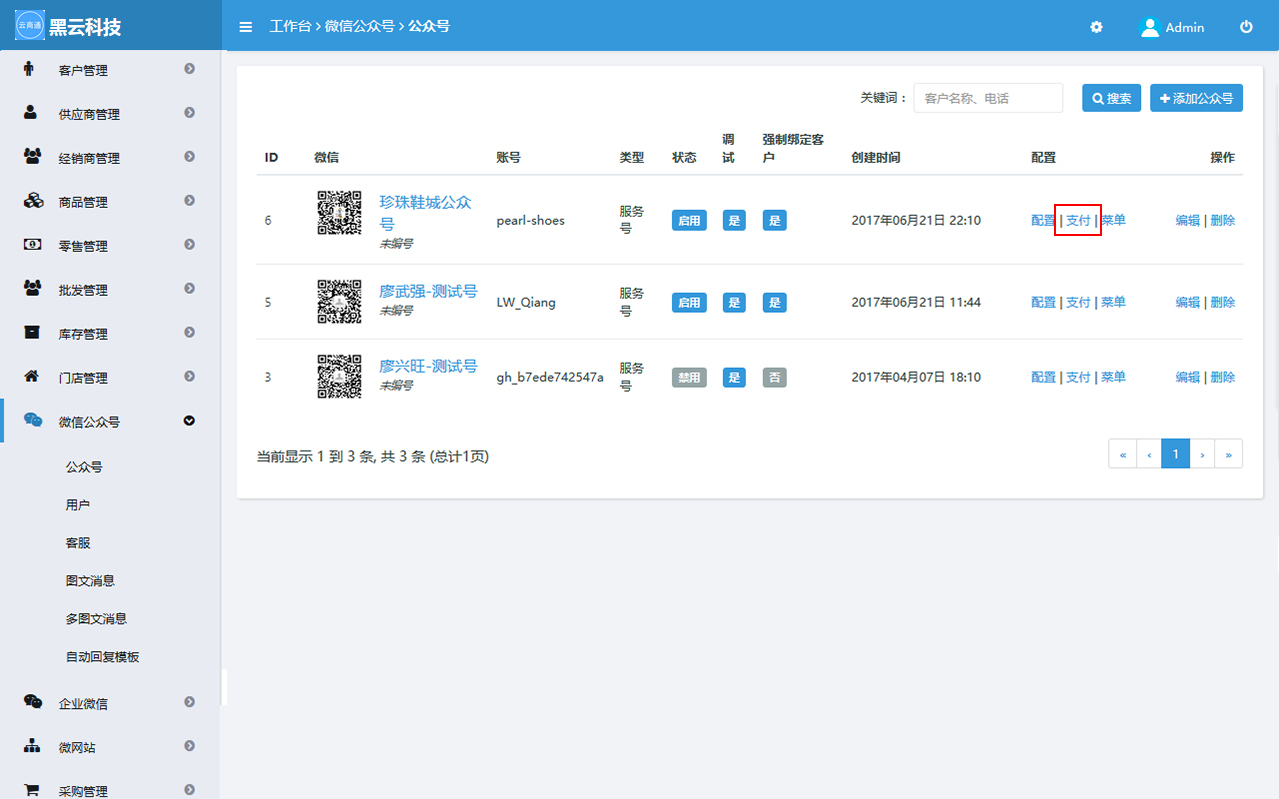 云商通
黑云科技
工作台 › 微信公众号 › 公众号
Admin
客户管理
供应商管理
经销商管理
商品管理
零售管理
批发管理
库存管理
门店管理
微信公众号
公众号
用户
客服
图文消息
多图文消息
自动回复模板
企业微信
微网站
采购管理
关键词：
客户名称、电话
搜索
添加公众号
ID 微信 账号 类型 状态 调试 强制绑定客户 创建时间 配置 操作
6 珍珠鞋城公众号 未编号 pearl-shoes 服务号 启用 是 是 2017年06月21日 22:10 配置 | 支付 | 菜单 编辑 | 删除
5 廖武强-测试号 未编号 LW_Qiang 服务号 启用 是 是 2017年06月21日 11:44 配置 | 支付 | 菜单 编辑 | 删除
3 廖兴旺-测试号 未编号 gh_b7ede742547a 服务号 禁用 是 否 2017年04月07日 18:10 配置 | 支付 | 菜单 编辑 | 删除
当前显示 1 到 3 条, 共 3 条 (总计1页)
« ‹ 1 › »